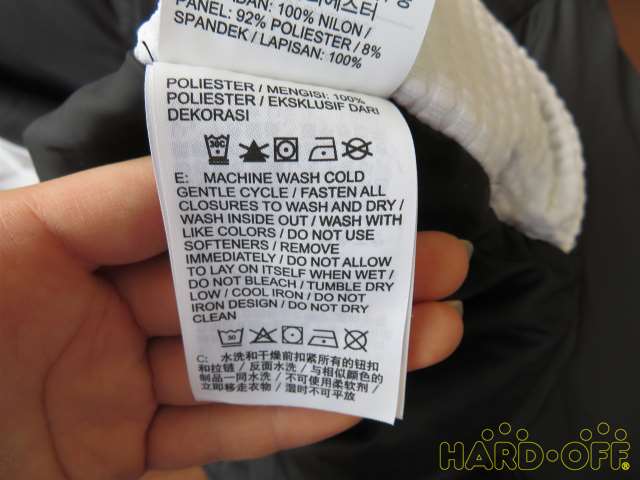 100% NILON /
PANEL: 92% POLIESTER / 8%
SPANDEK / LAPISAN: 100%
POLIESTER / MENGISI: 100%
POLIESTER / EKSKLUSIF DARI
DEKORASI
30C
E: MACHINE WASH COLD
GENTLE CYCLE / FASTEN ALL
CLOSURES TO WASH AND DRY /
WASH INSIDE OUT / WASH WITH
LIKE COLORS / DO NOT USE
SOFTENERS / REMOVE
IMMEDIATELY / DO NOT ALLOW
TO LAY ON ITSELF WHEN WET /
DO NOT BLEACH / TUMBLE DRY
LOW / COOL IRON / DO NOT
IRON DESIGN / DO NOT DRY
CLEAN
30
C: 水洗和干燥前扣紧所有的钮扣
和拉链 / 反面水洗 / 与相似颜色的
制品一同水洗 / 不可使用柔软剂 /
立即移走衣物 / 湿时不可平放
HARD·OFF®